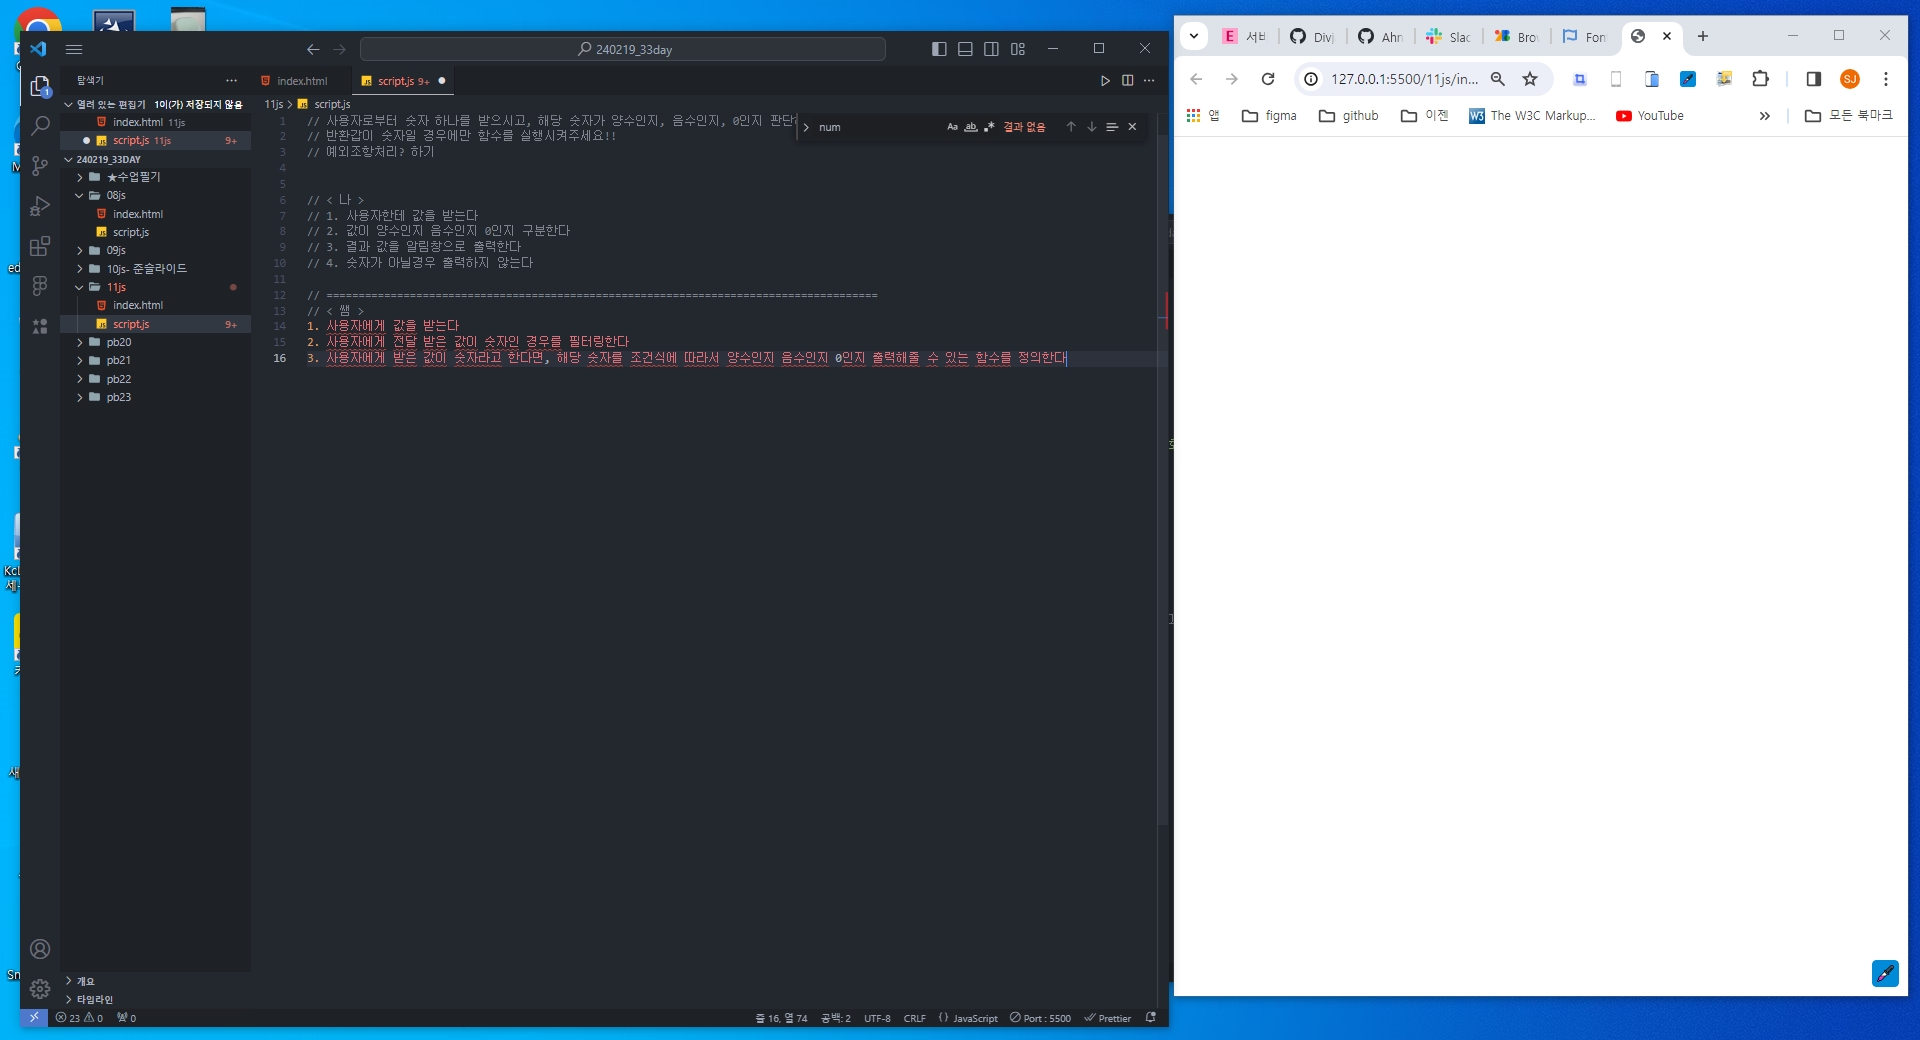 240219_33day
탐색기
index.html
script.js 9+
열려 있는 편집기 1이(가) 저장되지 않음
index.html 11js
script.js 11js 9+
240219_33DAY
★수업필기
08js
index.html
script.js
09js
10js- 준슬라이드
11js
index.html
script.js 9+
pb20
pb21
pb22
pb23
개요
타임라인
11js > script.js
num
Aa ab 결과 없음
1 // 사용자로부터 숫자 하나를 받으시고, 해당 숫자가 양수인지, 음수인지, 0인지 판단
2 // 반환값이 숫자일 경우에만 함수를 실행시켜주세요!!
3 // 예외조항처리? 하기
4
5
6 // < 나 >
7 // 1. 사용자한테 값을 받는다
8 // 2. 값이 양수인지 음수인지 0인지 구분한다
9 // 3. 결과 값을 알림창으로 출력한다
10 // 4. 숫자가 아닐경우 출력하지 않는다
11
12 // ======================================================================================
13 // < 쌤 >
14 1. 사용자에게 값을 받는다
15 2. 사용자에게 전달 받은 값이 숫자인 경우를 필터링한다
16 3. 사용자에게 받은 값이 숫자라고 한다면, 해당 숫자를 조건식에 따라서 양수인지 음수인지 0인지 출력해줄 수 있는 함수를 정의한다
23 0 0
줄 16, 열 74 공백: 2 UTF-8 CRLF {} JavaScript Port : 5500 Prettier
E 서비 Divj Ahn Slac Bro Fon
127.0.0.1:5500/11js/in...
SJ
앱 figma github 이젠 W3 The W3C Markup... YouTube » 모든 북마크